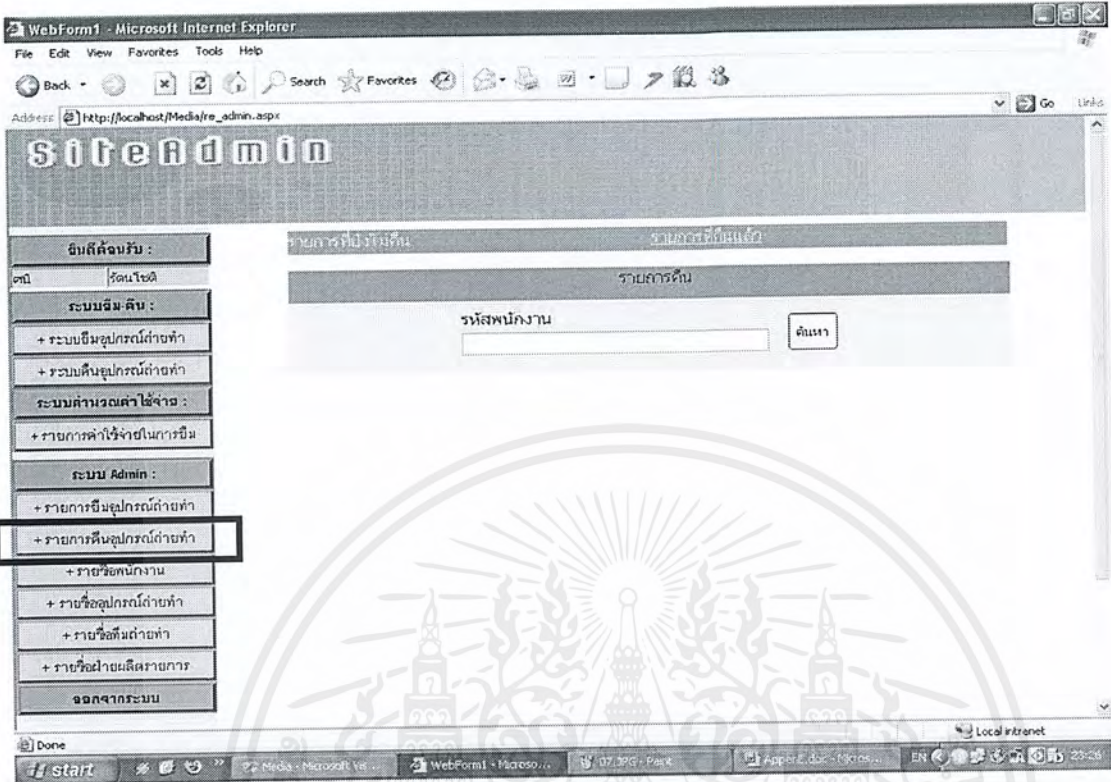 WebForm1 - Microsoft Internet Explorer
File Edit View Favorites Tools Help
Back Search Favorites
Address http://localhost/Media/re_admin.aspx Go Links
SiteAdmin
ยินดีต้อนรับ :
รัตนโชติ
ระบบยืม-คืน :
+ ระบบยืมอุปกรณ์ถ่ายทำ
+ ระบบคืนอุปกรณ์ถ่ายทำ
ระบบคำนวณค่าใช้จ่าย :
+ รายการค่าใช้จ่ายในการยืม
ระบบ Admin :
+ รายการยืมอุปกรณ์ถ่ายทำ
+ รายการคืนอุปกรณ์ถ่ายทำ
+ รายชื่อพนักงาน
+ รายชื่ออุปกรณ์ถ่ายทำ
+ รายชื่อทีมถ่ายทำ
+ รายชื่อฝ่ายผลิตรายการ
ออกจากระบบ
รายการที่ยังไม่คืน รายการที่คืนแล้ว
รายการคืน
รหัสพนักงาน
ค้นหา
Done Local intranet
start Media - Microsoft Vis... WebForm1 - Microso... 07.JPG - Paint AppenE.doc - Micros... EN 23:26